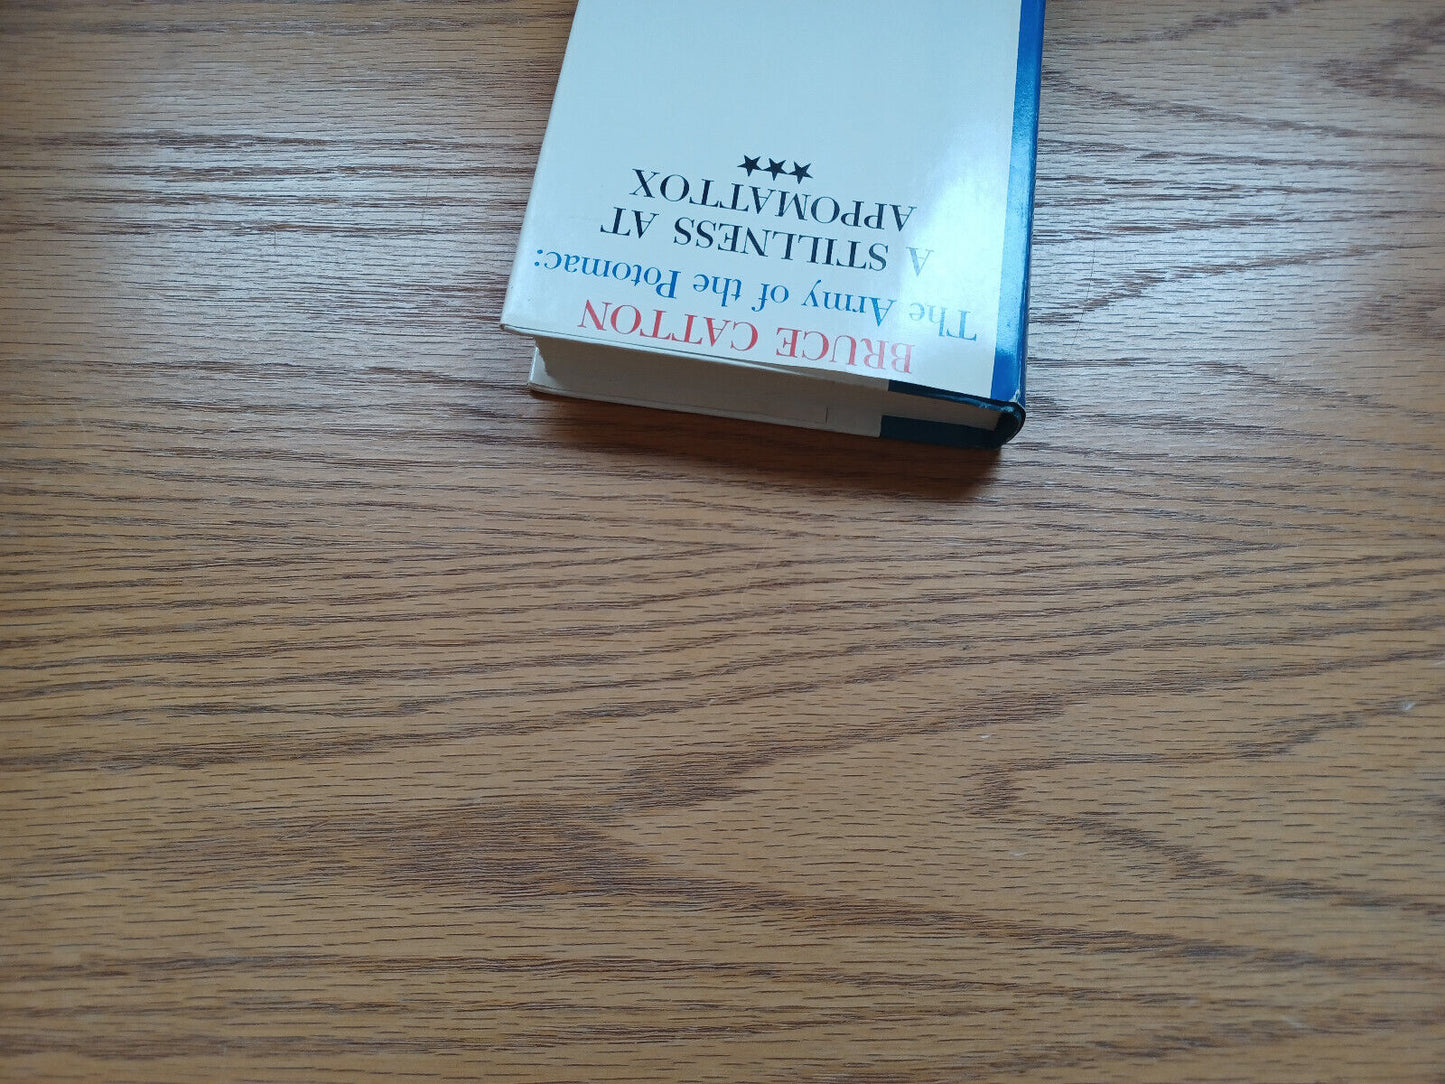 BRUCE CATTON
The Army of the Potomac:
A STILLNESS AT
APPOMATTOX
★★★